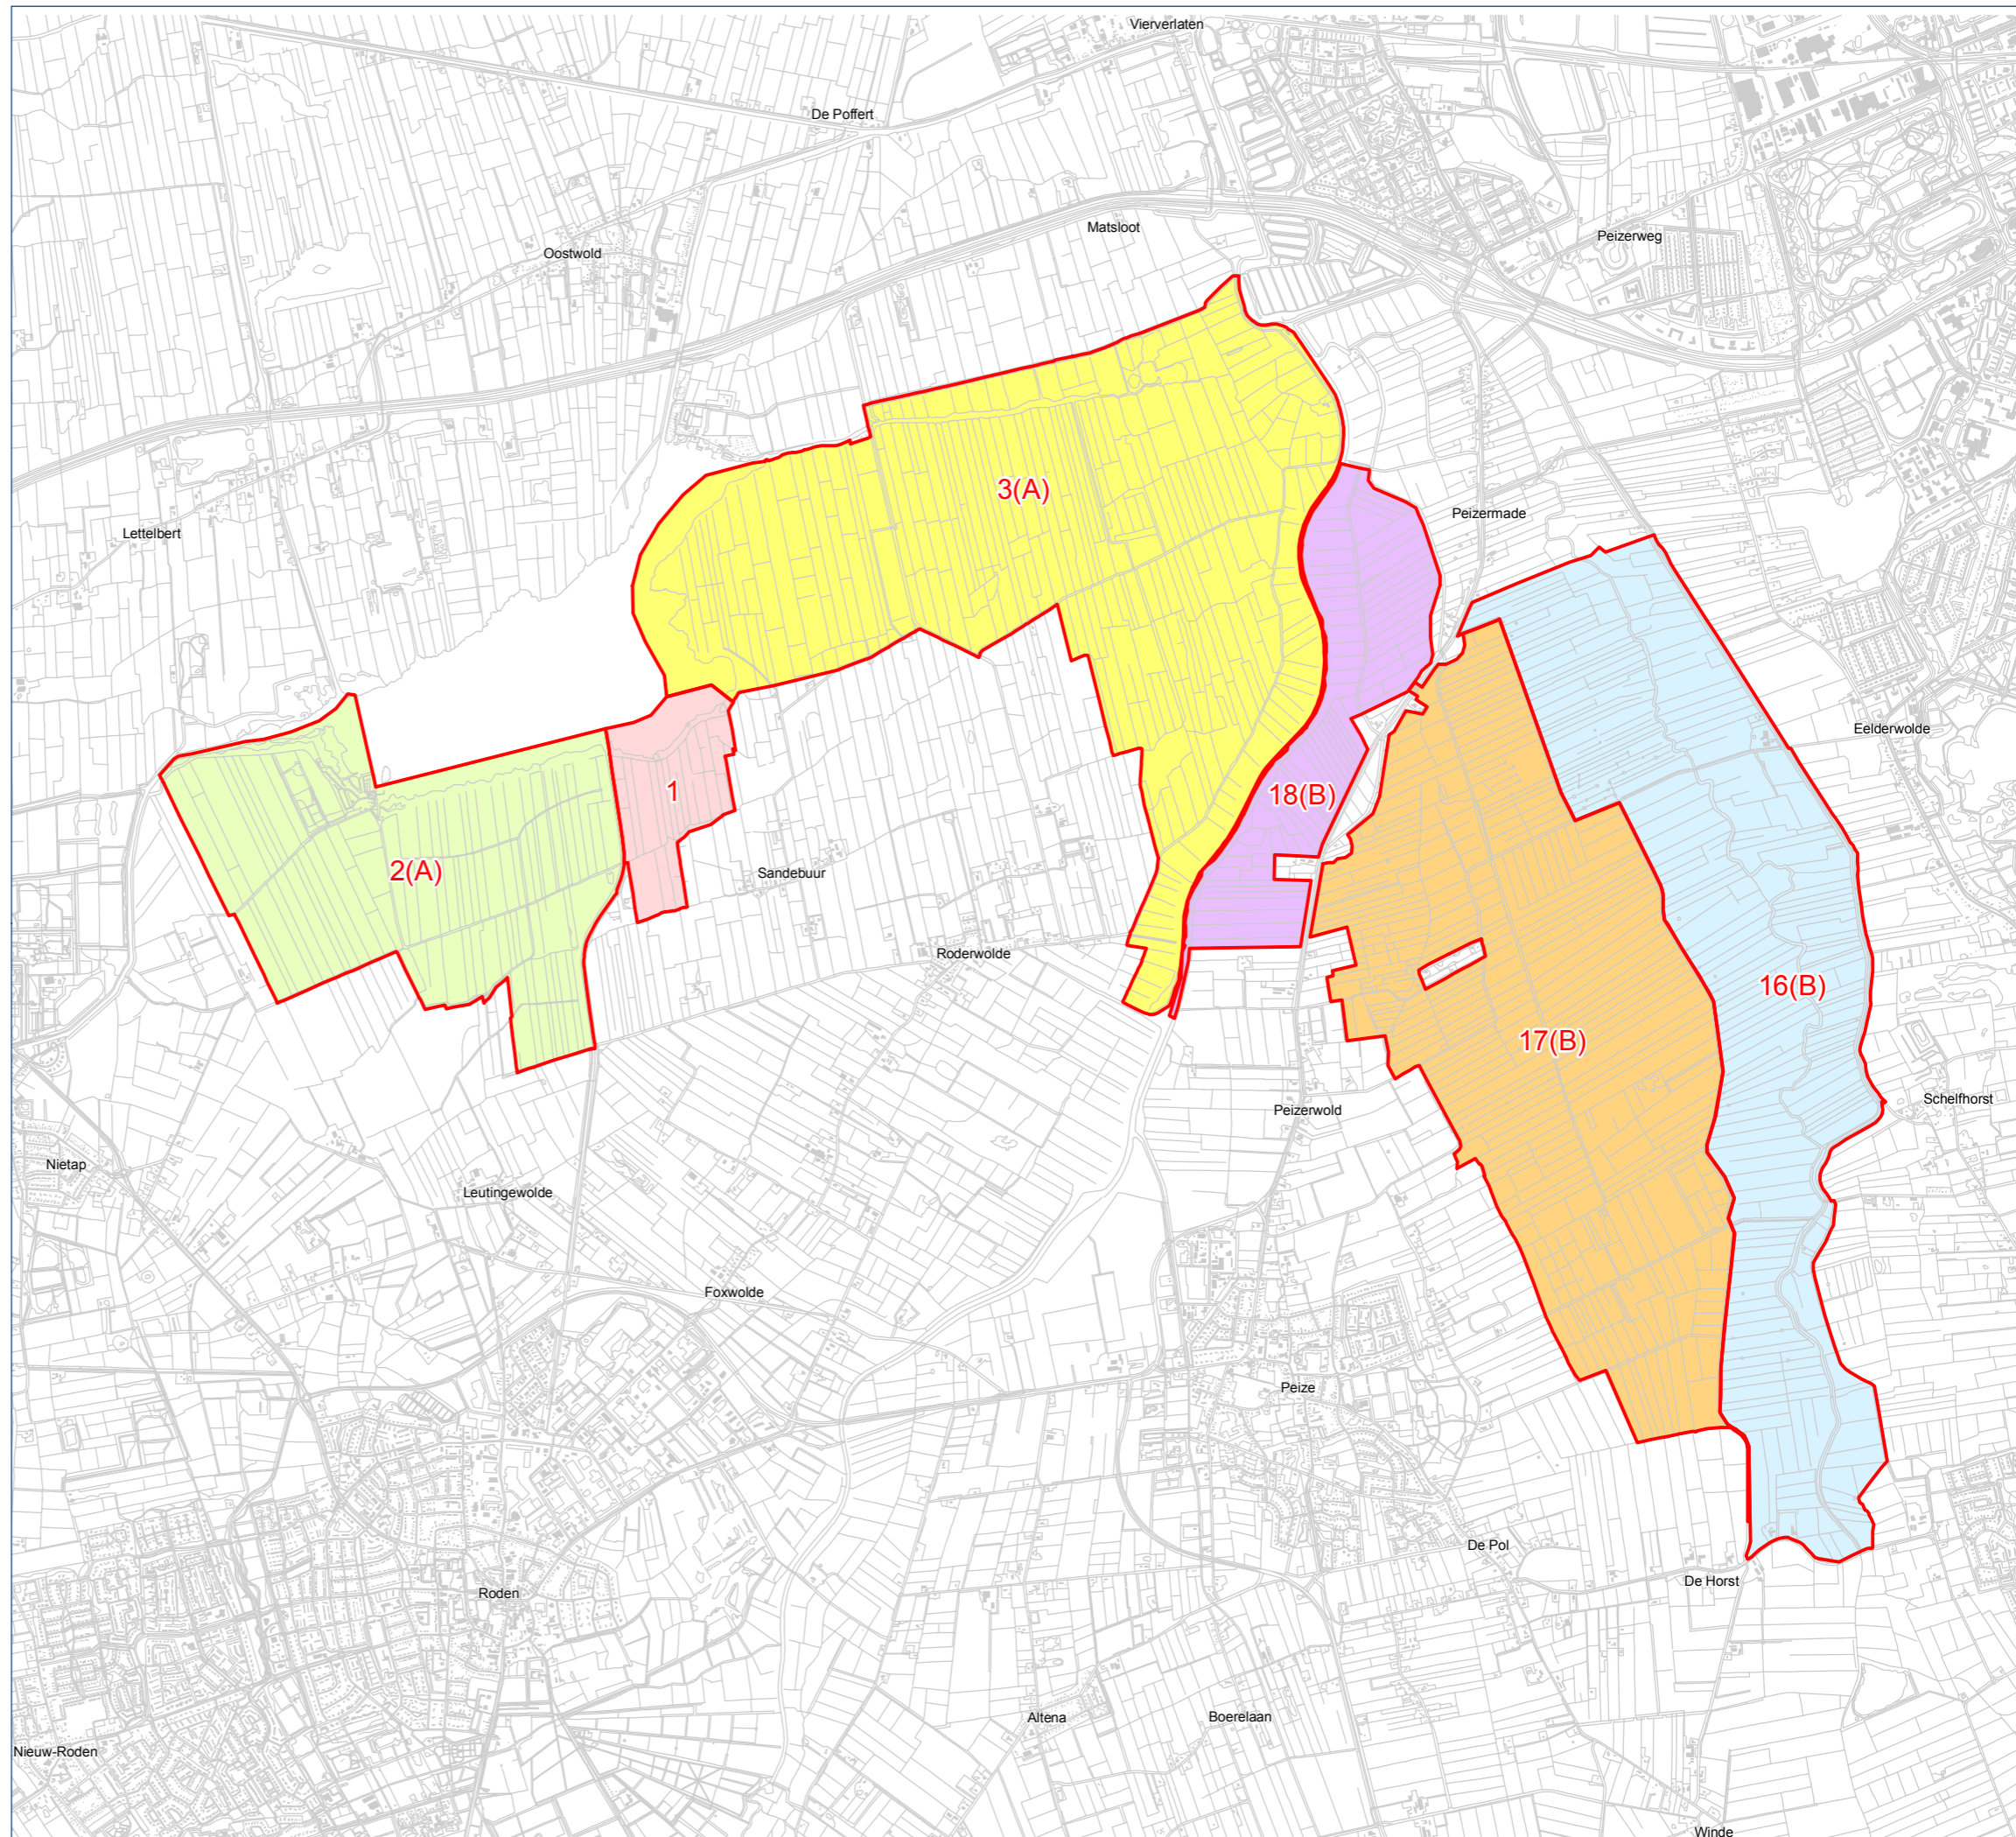 Vierverlaten
De Poffert
Matsloot
Peizerweg
Oostwold
3(A)
Peizermade
Lettelbert
Eelderwolde
1
18(B)
2(A)
Sandebuur
Roderwolde
16(B)
17(B)
Schelfhorst
Peizerwold
Nietap
Leutingewolde
Foxwolde
Peize
De Pol
De Horst
Roden
Altena
Boerelaan
Nieuw-Roden
Winde